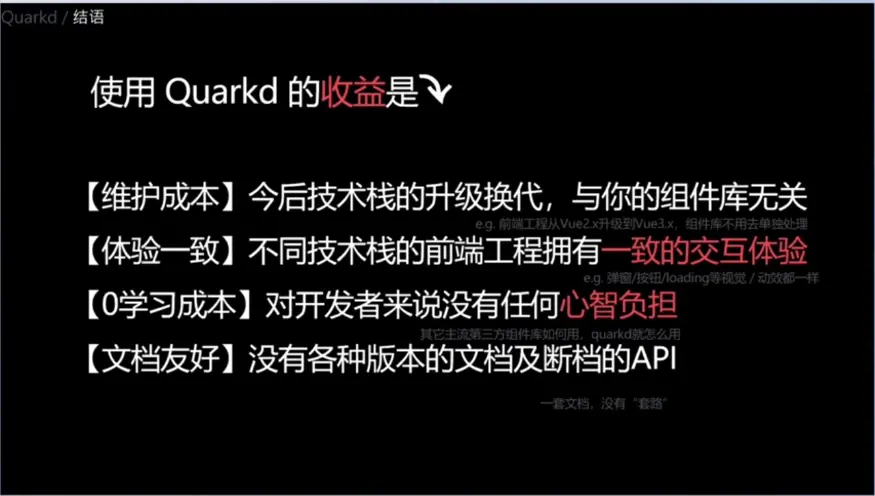 Quarkd / 结语
使用 Quarkd 的收益是
【维护成本】今后技术栈的升级换代，与你的组件库无关
e.g. 前端工程从Vue2.x升级到Vue3.x，组件库不用去单独处理
【体验一致】不同技术栈的前端工程拥有一致的交互体验
e.g. 弹窗/按钮/loading等视觉 / 动效都一样
【0学习成本】对开发者来说没有任何心智负担
其它主流第三方组件库如何用，quarkd就怎么用
【文档友好】没有各种版本的文档及断档的API
一套文档，没有“套路”